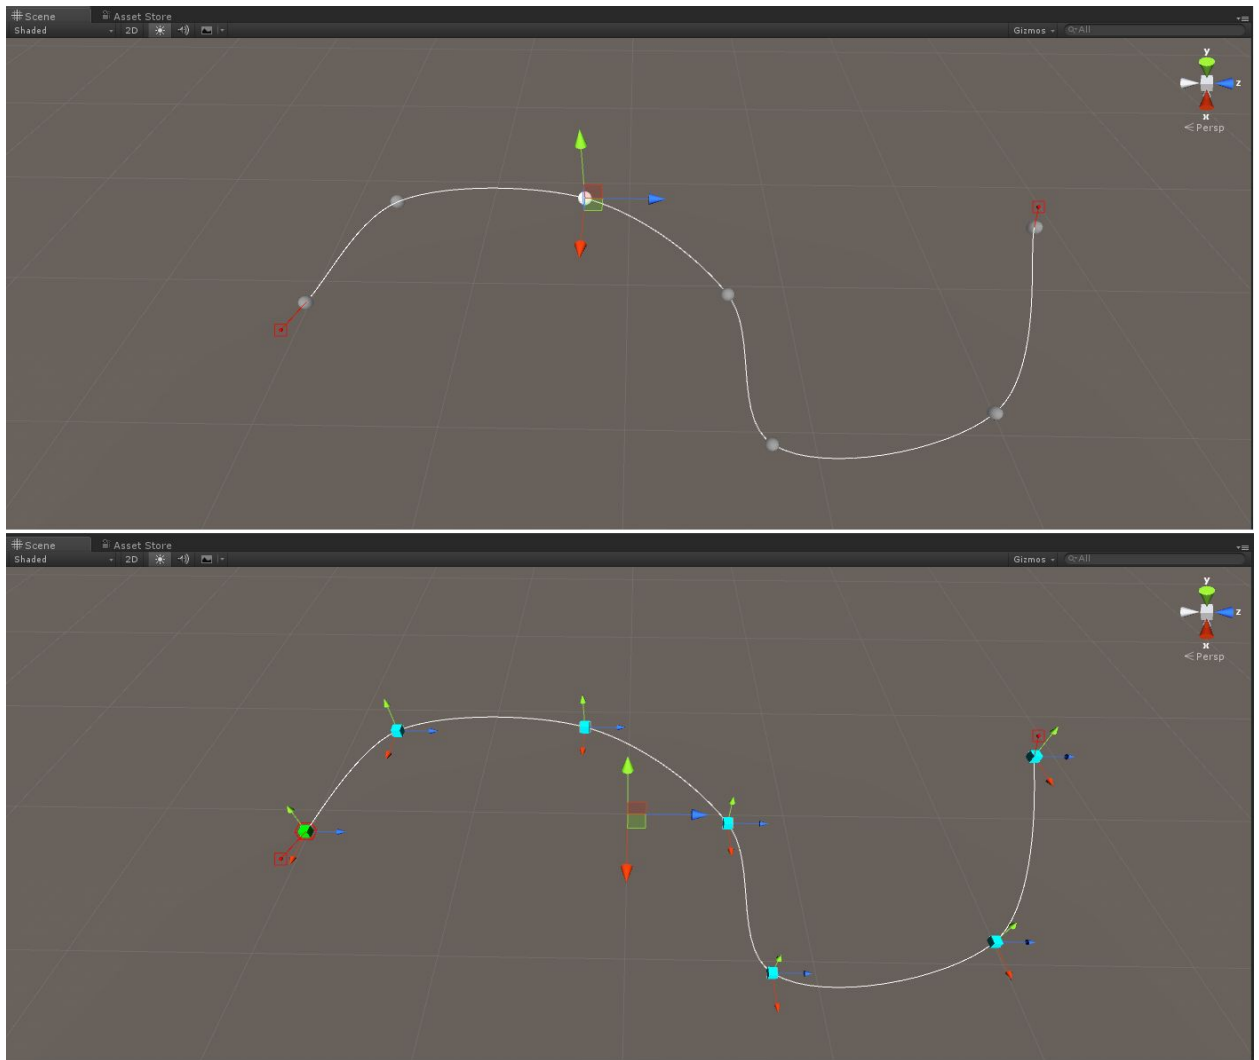 Scene Asset Store
Shaded 2D Gizmos All
y
z
x
Persp
Scene Asset Store
Shaded 2D Gizmos All
y
z
x
Persp